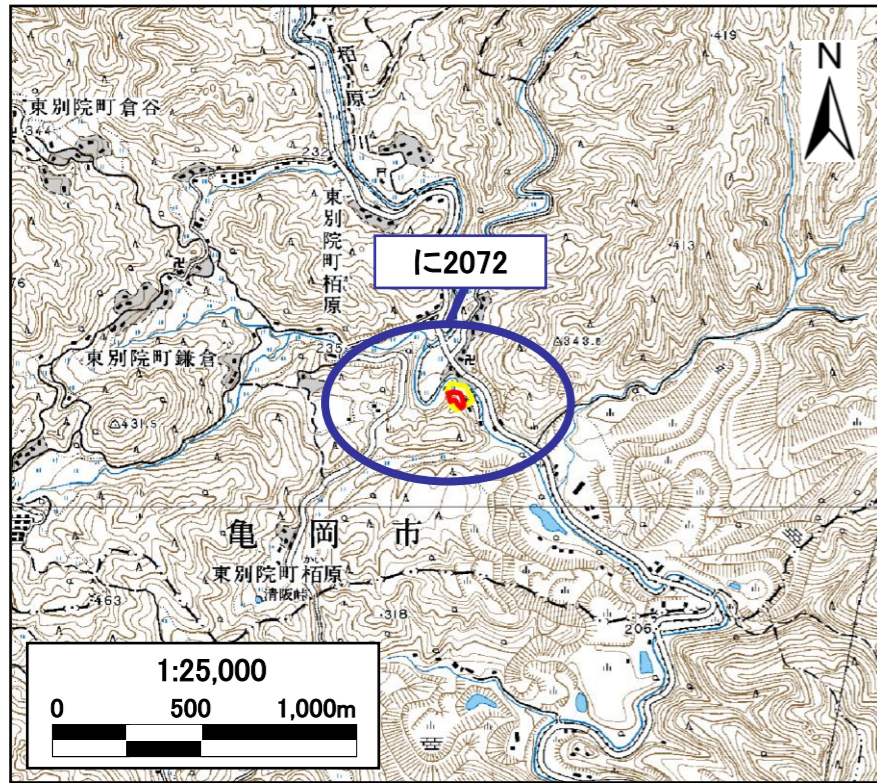 ・419
N
栢原川
東別院町倉谷
344
232
東別院町栢原
・413
に2072
76
235
△343.8
東別院町鎌倉
△431.5
亀岡市
東別院町栢原
かい
清阪峠
・463
・318
206
1:25,000
0 500 1,000m